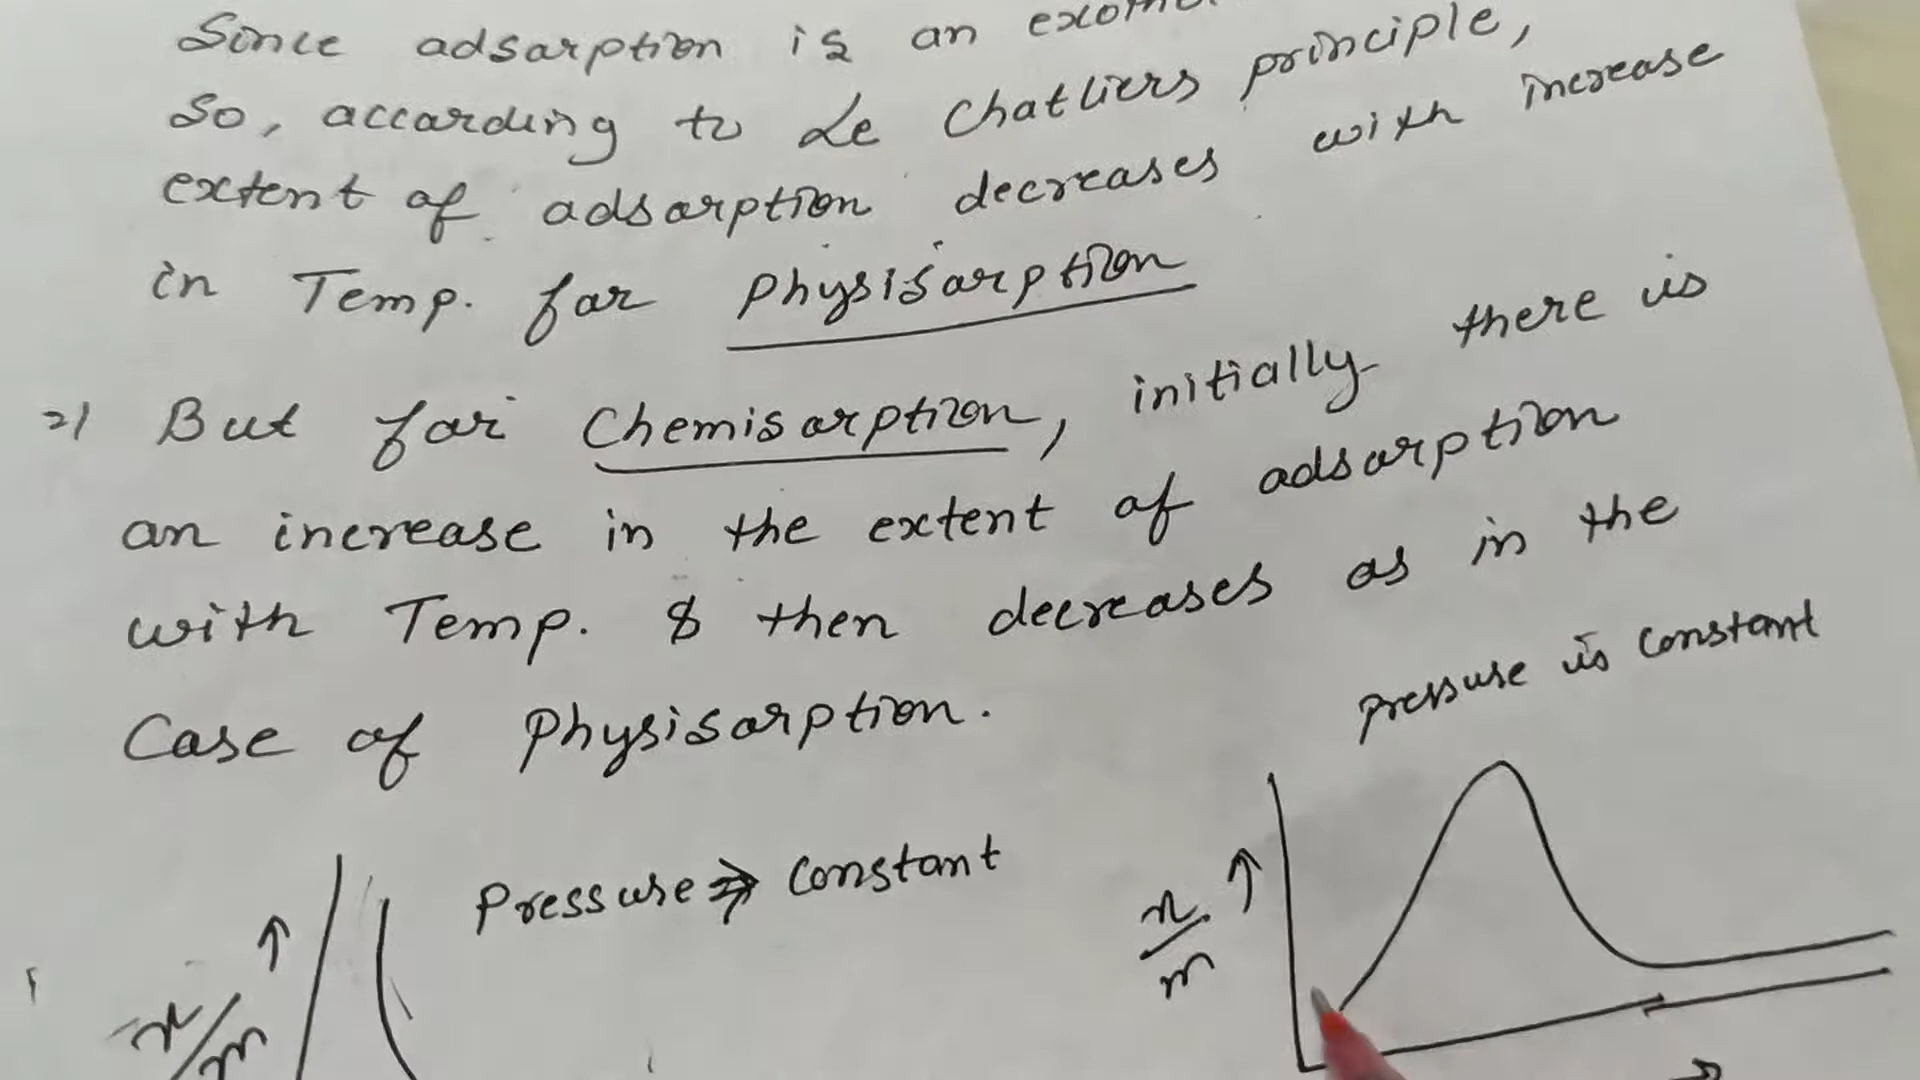 Since adsorption is an
So, according to Le Chatliers principle,
extent of adsorption decreases with increase
in Temp. for physisorption
2) But for Chemisorption, initially there is
an increase in the extent of adsorption
with Temp. & then decreases as in the
Case of Physisorption.
pressure is constant
Pressure ⇒ Constant
x/m ↑
x/m ↑